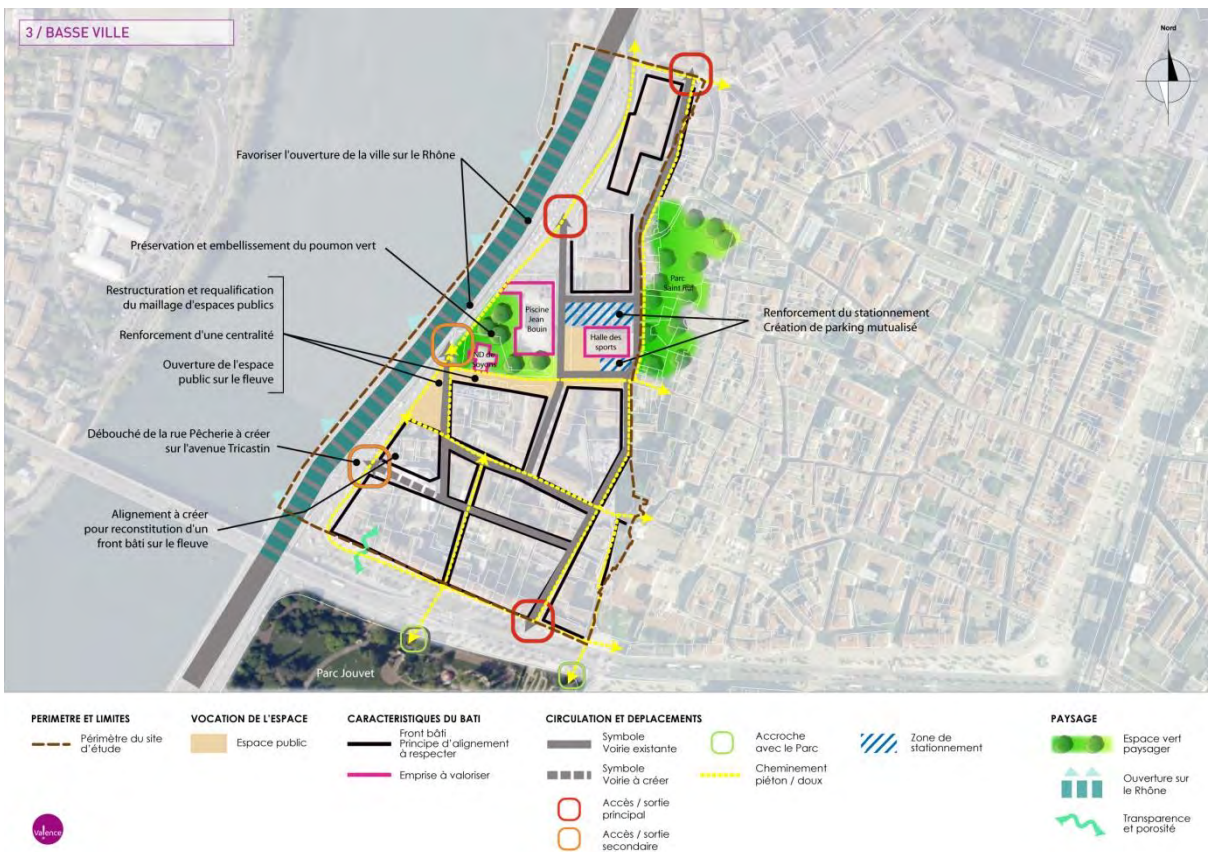 3 / BASSE VILLE
Nord
Favoriser l'ouverture de la ville sur le Rhône
Préservation et embellissement du poumon vert
Restructuration et requalification
du maillage d'espaces publics
Renforcement d'une centralité
Ouverture de l'espace
public sur le fleuve
Débouché de la rue Pêcherie à créer
sur l'avenue Tricastin
Alignement à créer
pour reconstitution d'un
front bâti sur le fleuve
Parc
Saint Ruf
Piscine
Jean
Bouin
Halle des
sports
ND de
Soyons
Renforcement du stationnement
Création de parking mutualisé
Parc Jouvet
PERIMETRE ET LIMITES
Périmètre du site
d'étude
VOCATION DE L'ESPACE
Espace public
CARACTERISTIQUES DU BATI
Front bâti
Principe d'alignement
à respecter
Emprise à valoriser
CIRCULATION ET DEPLACEMENTS
Symbole
Voirie existante
Symbole
Voirie à créer
Accès / sortie
principal
Accès / sortie
secondaire
Accroche
avec le Parc
Cheminement
piéton / doux
Zone de
stationnement
PAYSAGE
Espace vert
paysager
Ouverture sur
le Rhône
Transparence
et porosité
Valence